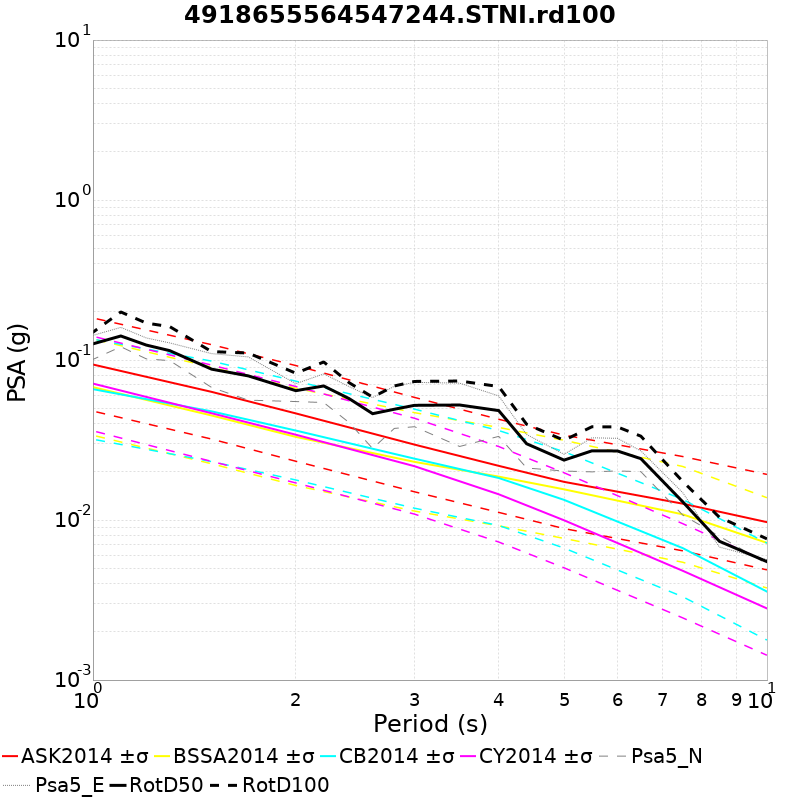 4918655564547244.STNI.rd100
10^1
10^0
10^-1
10^-2
10^-3
PSA (g)
10^0 2 3 4 5 6 7 8 9 10^1
Period (s)
ASK2014 ±σ BSSA2014 ±σ CB2014 ±σ CY2014 ±σ Psa5_N
Psa5_E RotD50 RotD100